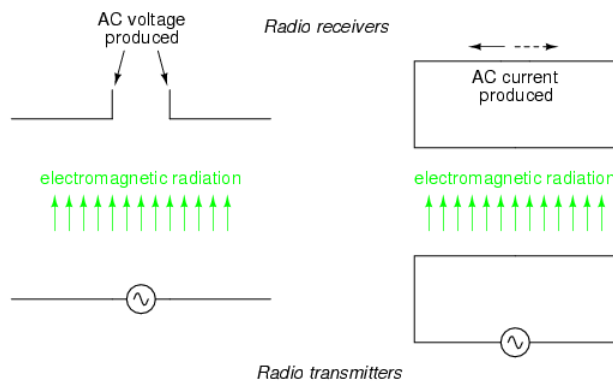 AC voltage
produced
Radio receivers
AC current
produced
electromagnetic radiation
electromagnetic radiation
Radio transmitters